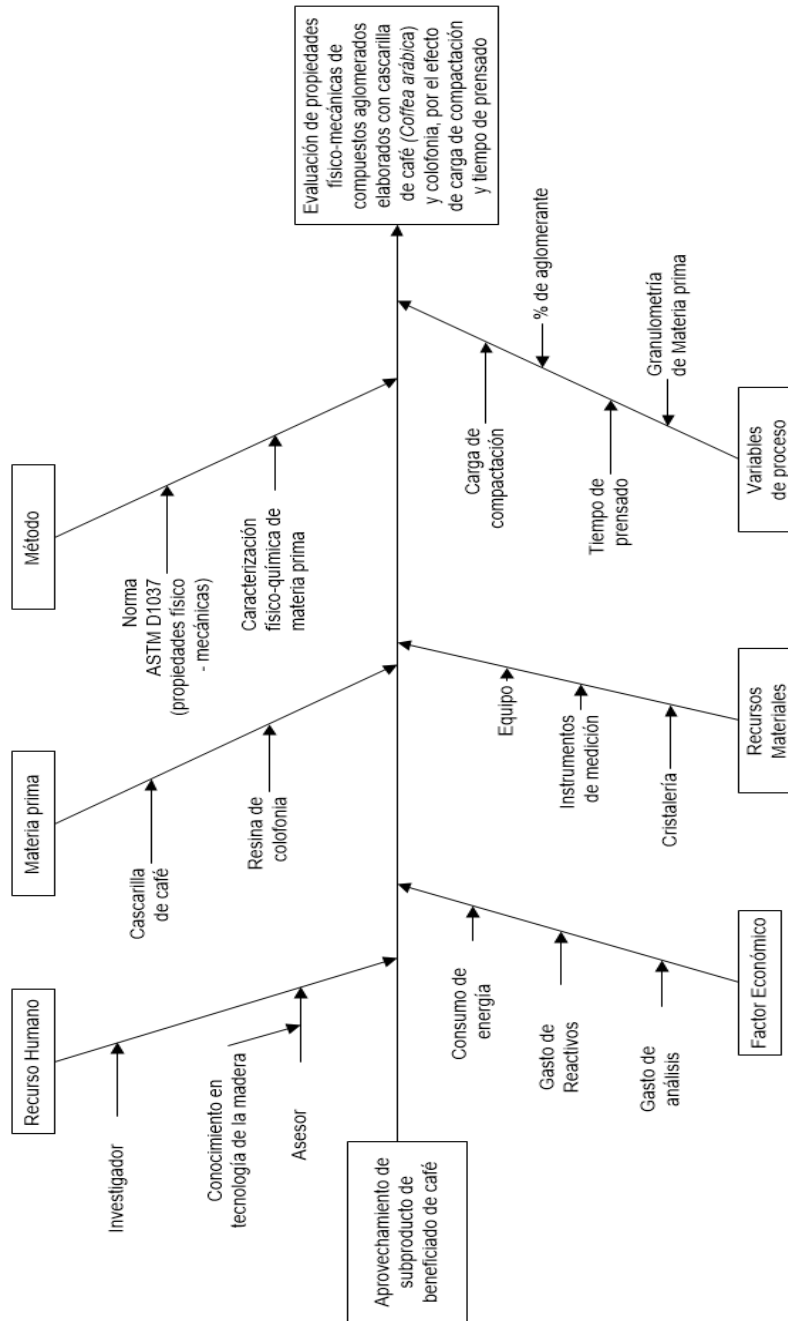 Recurso Humano
Investigador
Conocimiento en
tecnología de la madera
Asesor
Materia prima
Cascarilla
de café
Resina de
colofonia
Método
Norma
ASTM D1037
(propiedades físico
- mecánicas)
Caracterización
físico-química de
materia prima
Aprovechamiento de
subproducto de
beneficiado de café
Evaluación de propiedades
físico-mecánicas de
compuestos aglomerados
elaborados con cascarilla
de café (Coffea arábica)
y colofonia, por el efecto
de carga de compactación
y tiempo de prensado
Consumo de
energía
Gasto de
Reactivos
Gasto de
análisis
Factor Económico
Equipo
Instrumentos
de medición
Cristalería
Recursos
Materiales
Carga de
compactación
% de aglomerante
Tiempo de
prensado
Granulometría
de Materia prima
Variables
de proceso